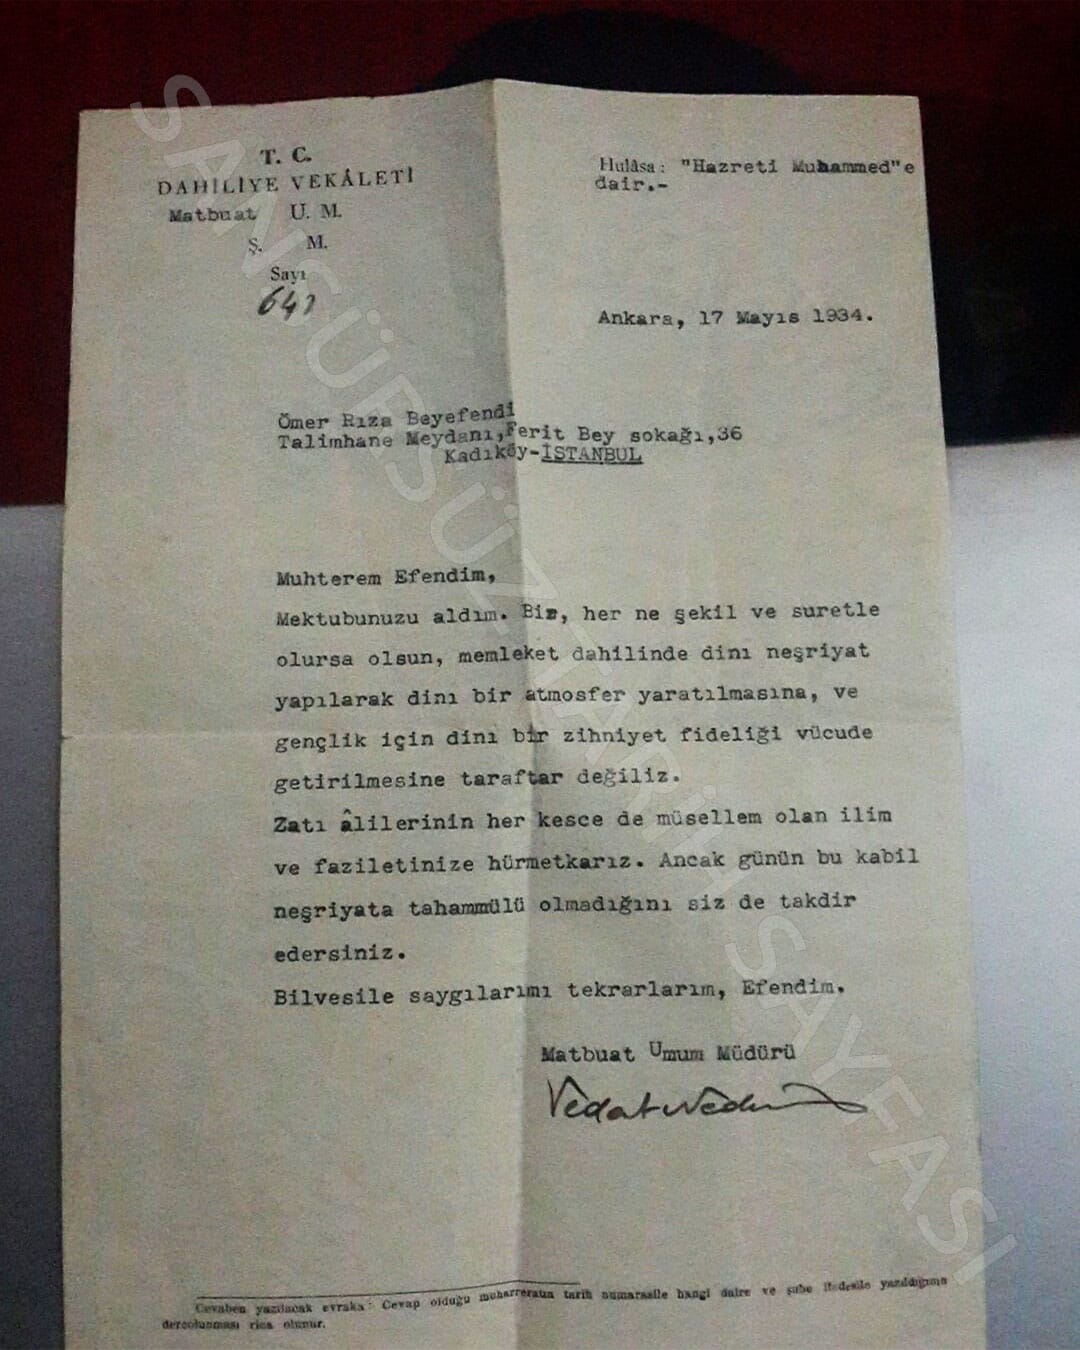 T. C.
DAHİLİYE VEKÂLETİ
Matbuat U. M.
Ş. M.
Sayı
641
Hulâsa : "Hazreti Muhammed"e
dair.-
Ankara, 17 Mayıs 1934.
Ömer Rıza Beyefendi
Talimhane Meydanı,Ferit Bey sokağı,36
Kadıköy-İSTANBUL
Muhterem Efendim,
Mektubunuzu aldım. Biz, her ne şekil ve suretle
olursa olsun, memleket dahilinde dinı neşriyat
yapılarak dinı bir atmosfer yaratılmasına, ve
gençlik için dinı bir zihniyet fideliği vücude
getirilmesine taraftar değiliz.
Zatı âlilerinin her kesce de müsellem olan ilim
ve faziletinize hürmetkarız. Ancak günün bu kabil
neşriyata tahammülü olmadığını siz de takdir
edersiniz.
Bilvesile saygılarımı tekrarlarım, Efendim.
Matbuat Umum Müdürü
Vedat Nedim
Cevaben yazılacak evraka : Cevap olduğu muharreratın tarih numarasile hangi daire ve şube ifadesile yazıldığının
dercolunması rica olunur.
SANSÜRSÜZ TARİH SAYFASI